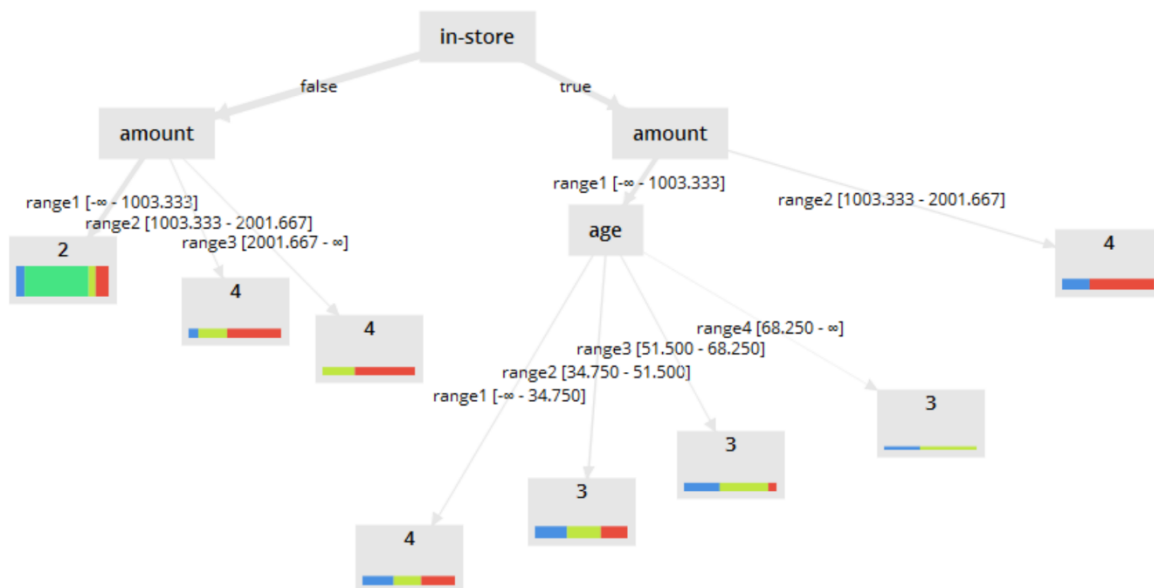 in-store
false
true
amount
amount
range1 [-∞ - 1003.333]
range2 [1003.333 - 2001.667]
range3 [2001.667 - ∞]
range1 [-∞ - 1003.333]
range2 [1003.333 - 2001.667]
age
2
4
4
4
range4 [68.250 - ∞]
range3 [51.500 - 68.250]
range2 [34.750 - 51.500]
range1 [-∞ - 34.750]
3
3
3
4